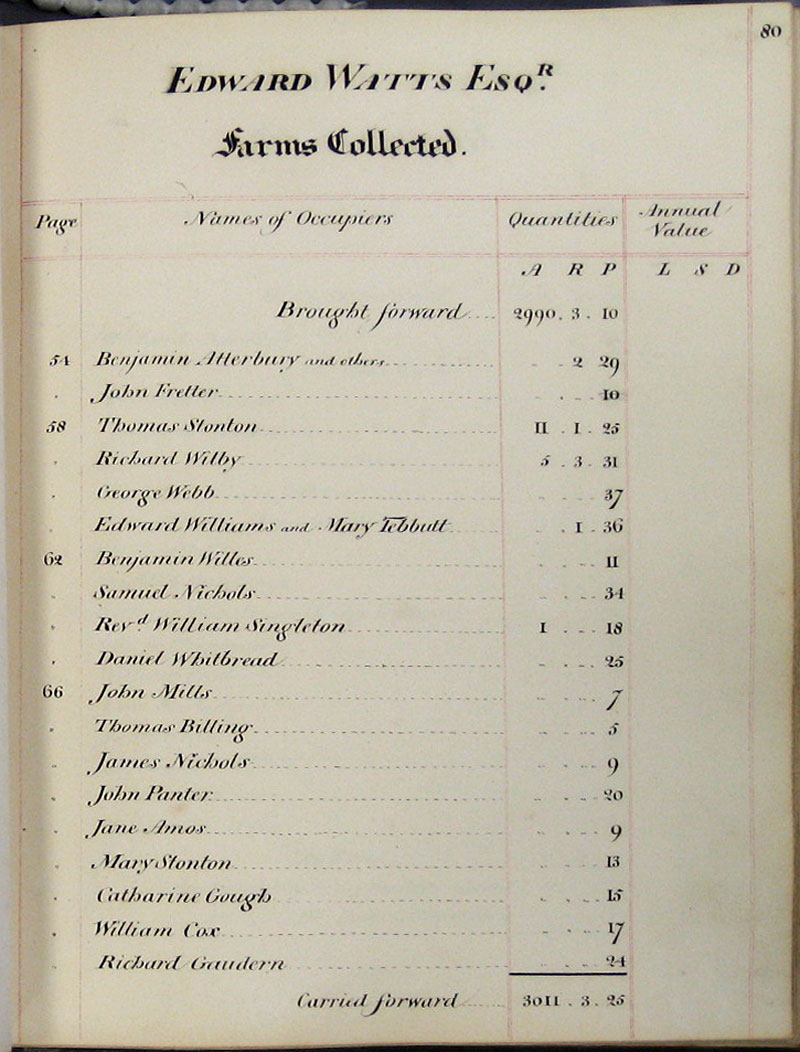 80
EDWARD WATTS ESQR.
Farms Collected.
Page Names of Occupiers Quantities Annual Value
A R P L S D
Brought forward 2990. 3. 10
54 Benjamin Atterbury and others 2 29
John Fretter 10
58 Thomas Stonton 11. 1. 25
Richard Wilby 5. 3. 31
George Webb 37
Edward Williams and Mary Tebbutt 1. 36
62 Benjamin Willes 11
Samuel Nichols 34
Revd. William Singleton 1 18
Daniel Whitbread 25
66 John Mills 7
Thomas Billing 5
James Nichols 9
John Panter 20
Jane Amos 9
Mary Stonton 13
Catharine Gough 15
William Cox 17
Richard Gaudern 24
Carried forward 3011. 3. 25